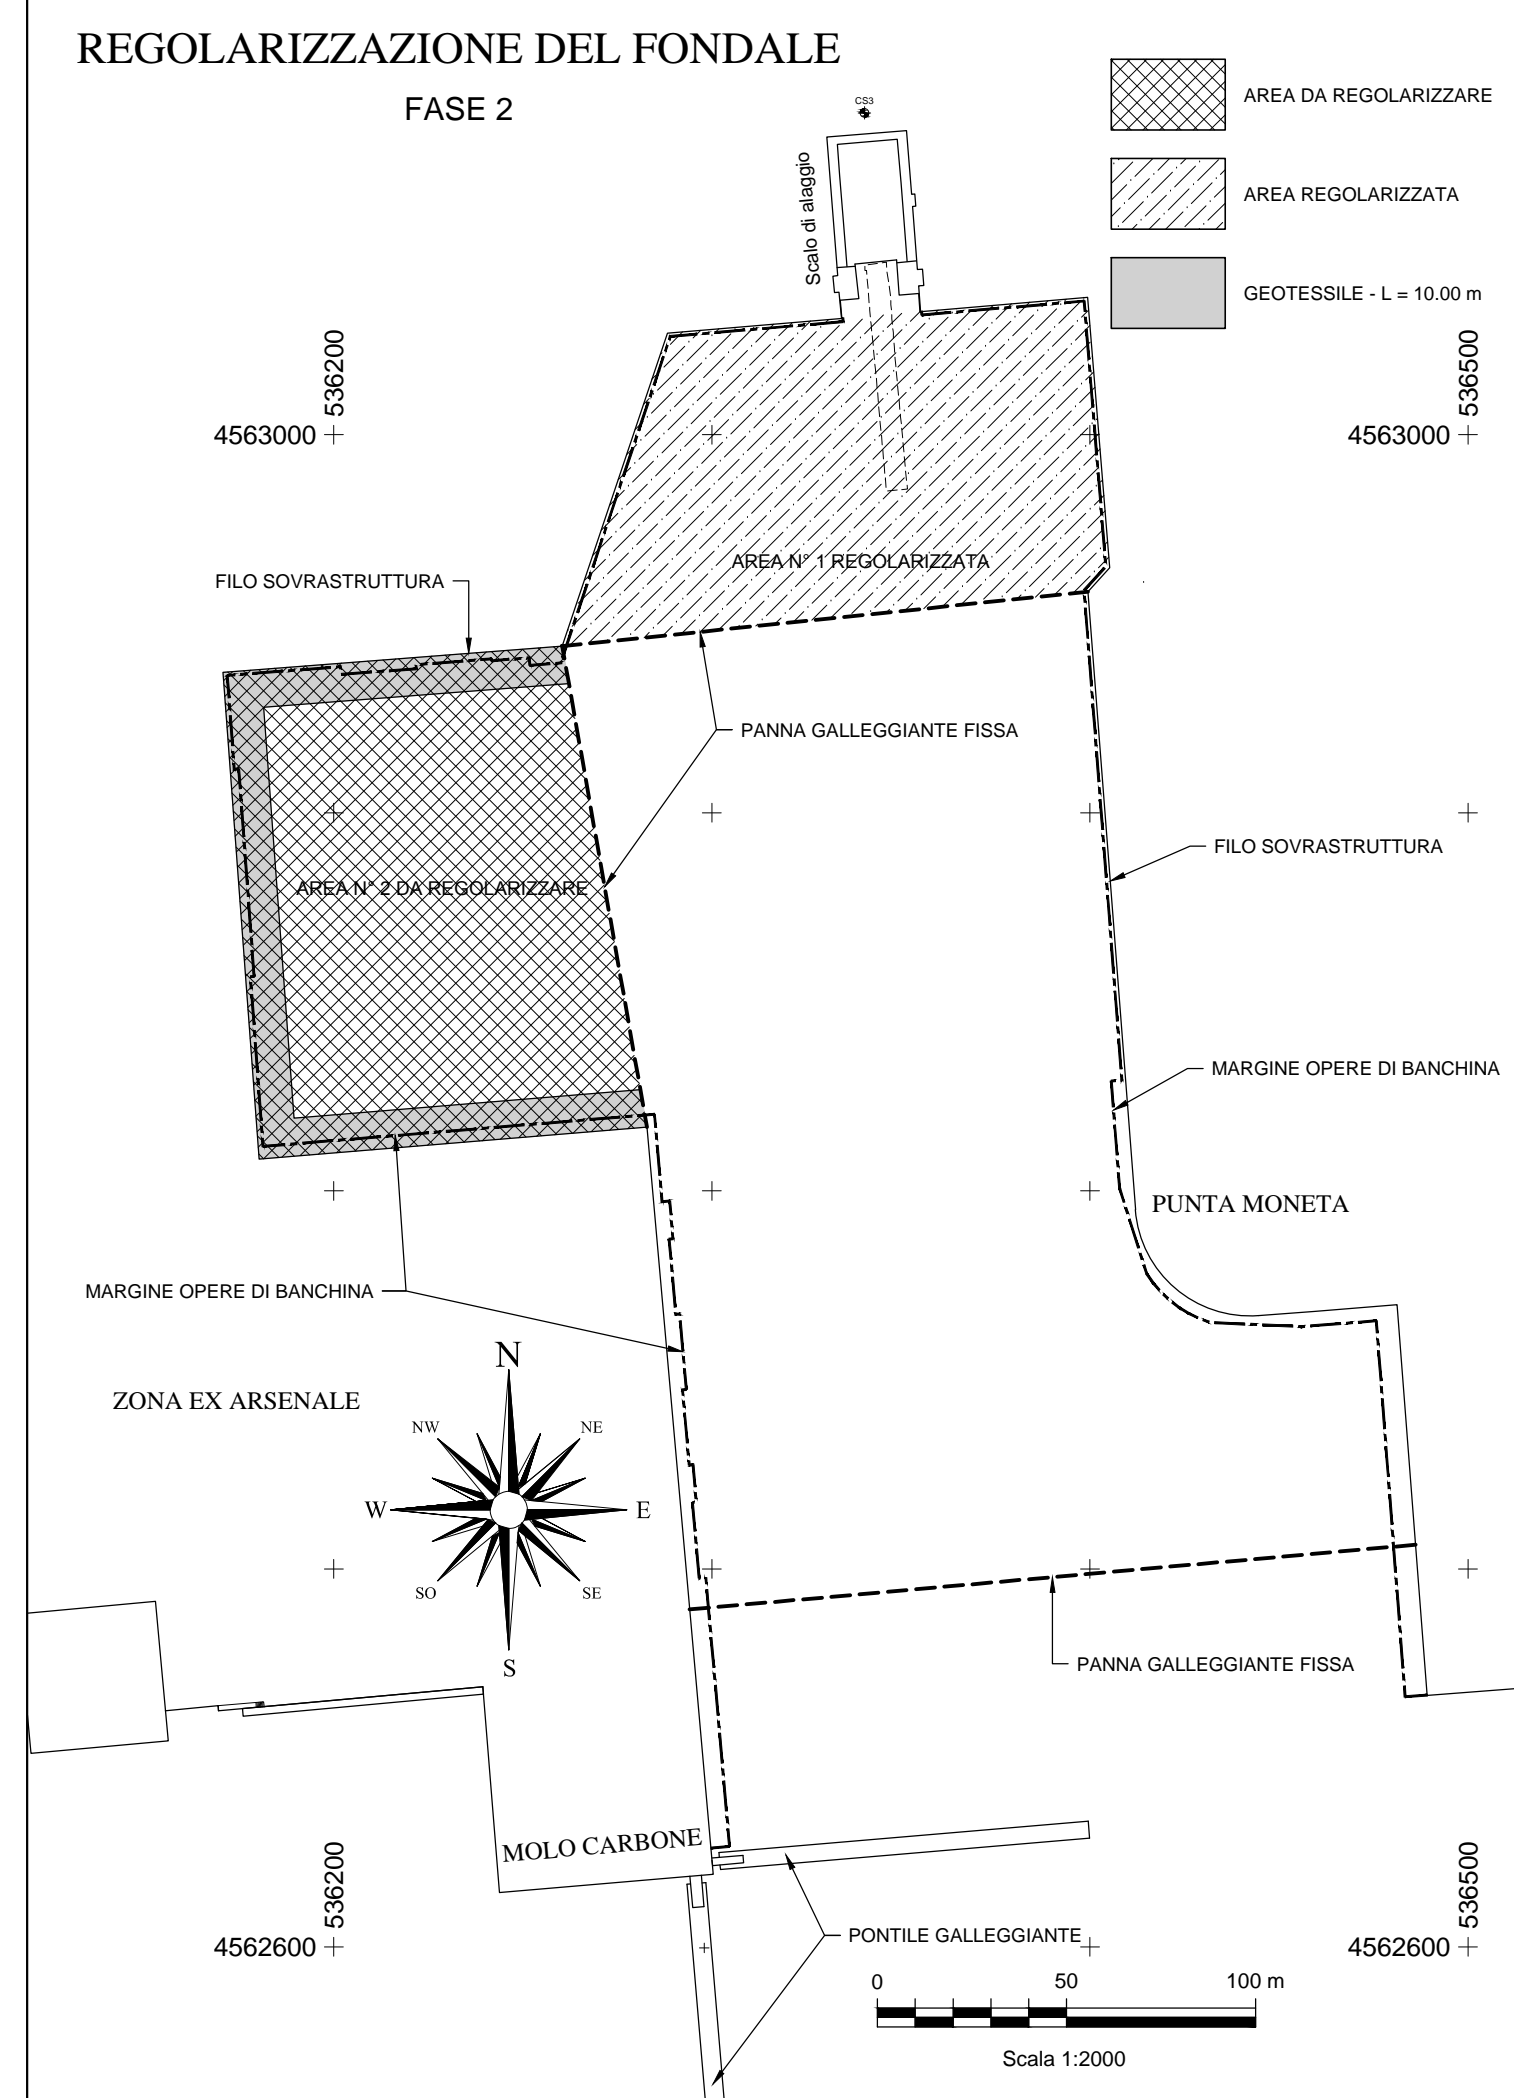 REGOLARIZZAZIONE DEL FONDALE
FASE 2
AREA DA REGOLARIZZARE
AREA REGOLARIZZATA
GEOTESSILE - L = 10.00 m
CS3
Scalo di alaggio
536200
4563000
536500
4563000
AREA N° 1 REGOLARIZZATA
FILO SOVRASTRUTTURA
PANNA GALLEGGIANTE FISSA
FILO SOVRASTRUTTURA
AREA N° 2 DA REGOLARIZZARE
MARGINE OPERE DI BANCHINA
PUNTA MONETA
MARGINE OPERE DI BANCHINA
ZONA EX ARSENALE
N
NW
NE
W
E
SO
SE
S
PANNA GALLEGGIANTE FISSA
MOLO CARBONE
536200
4562600
536500
4562600
PONTILE GALLEGGIANTE
0 50 100 m
Scala 1:2000